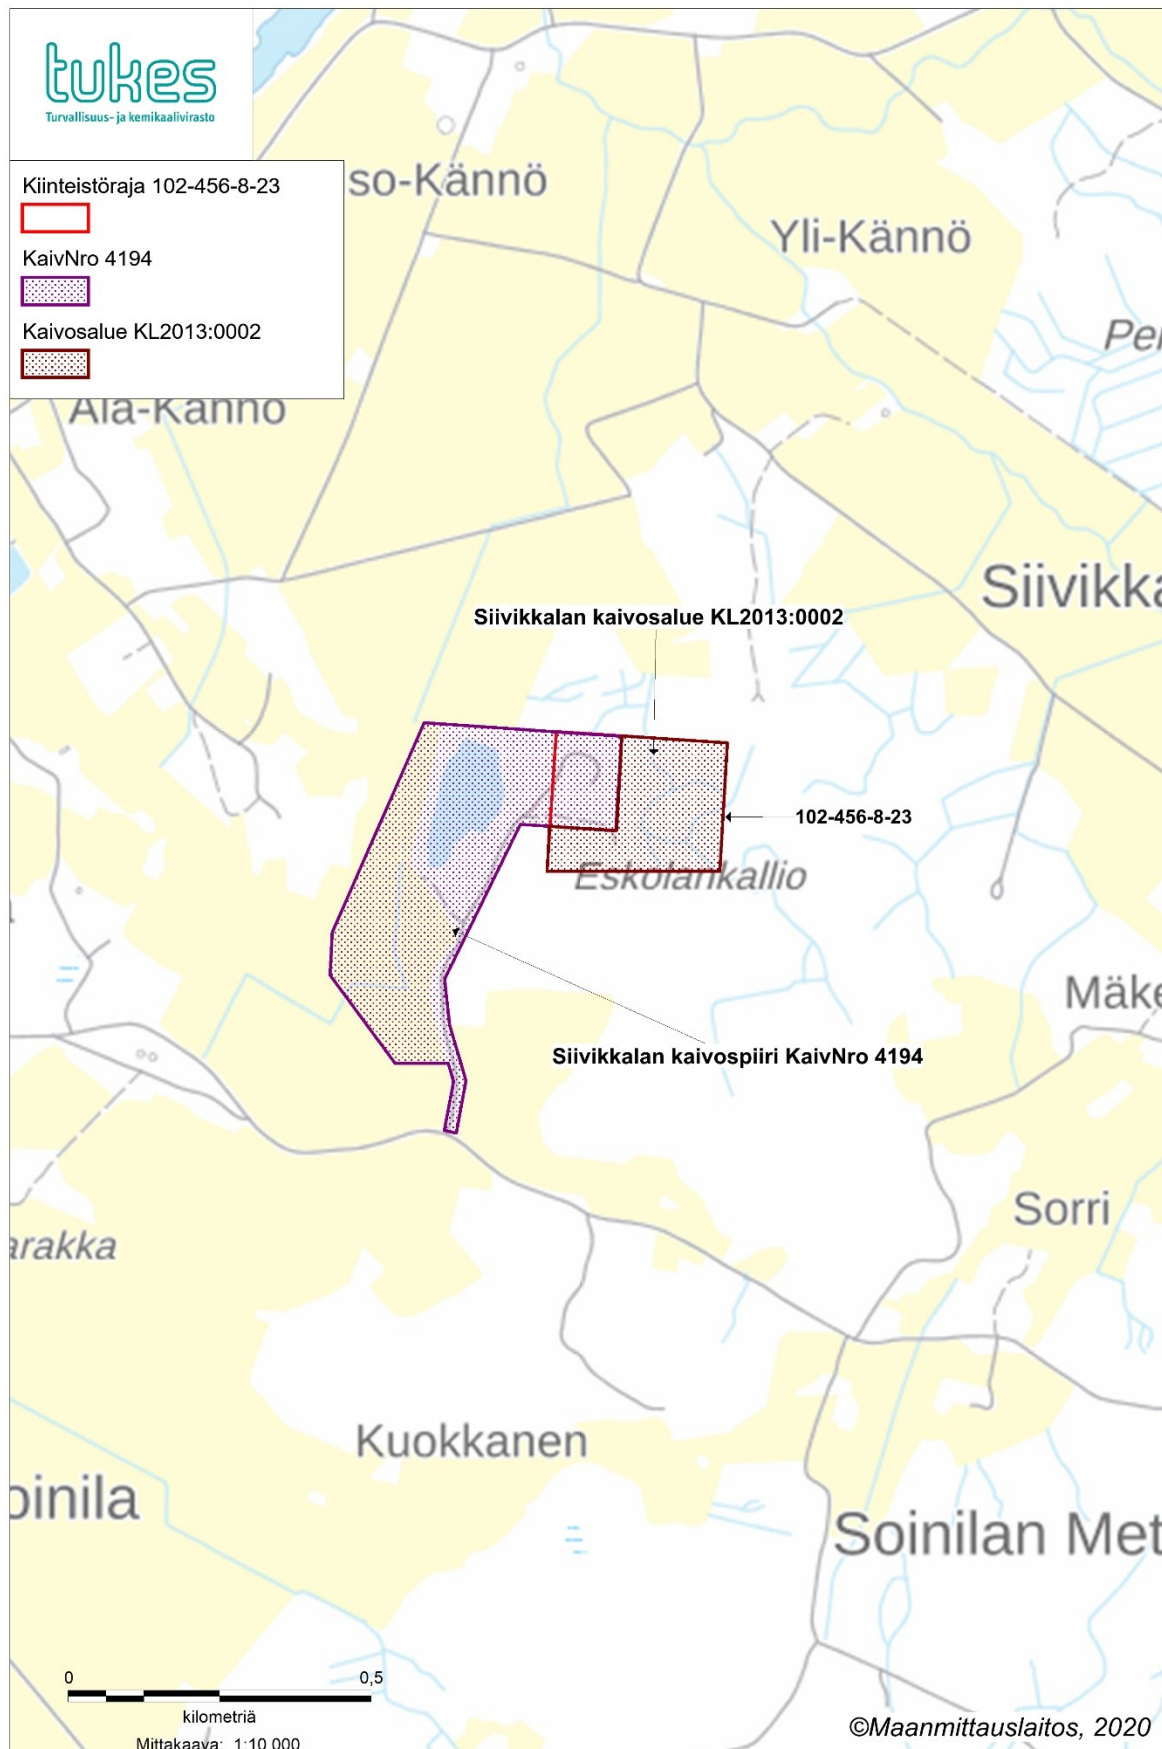 tukes
Turvallisuus- ja kemikaalivirasto
Kiinteistöraja 102-456-8-23
KaivNro 4194
Kaivosalue KL2013:0002
so-Kännö
Yli-Kännö
Per
Ala-Kännö
Siivikka
Siivikkalan kaivosalue KL2013:0002
102-456-8-23
Eskolankallio
Mäke
Siivikkalan kaivospiiri KaivNro 4194
Sorri
arakka
Kuokkanen
oinila
Soinilan Met
0 0,5
kilometriä
Mittakaava: 1:10 000
©Maanmittauslaitos, 2020